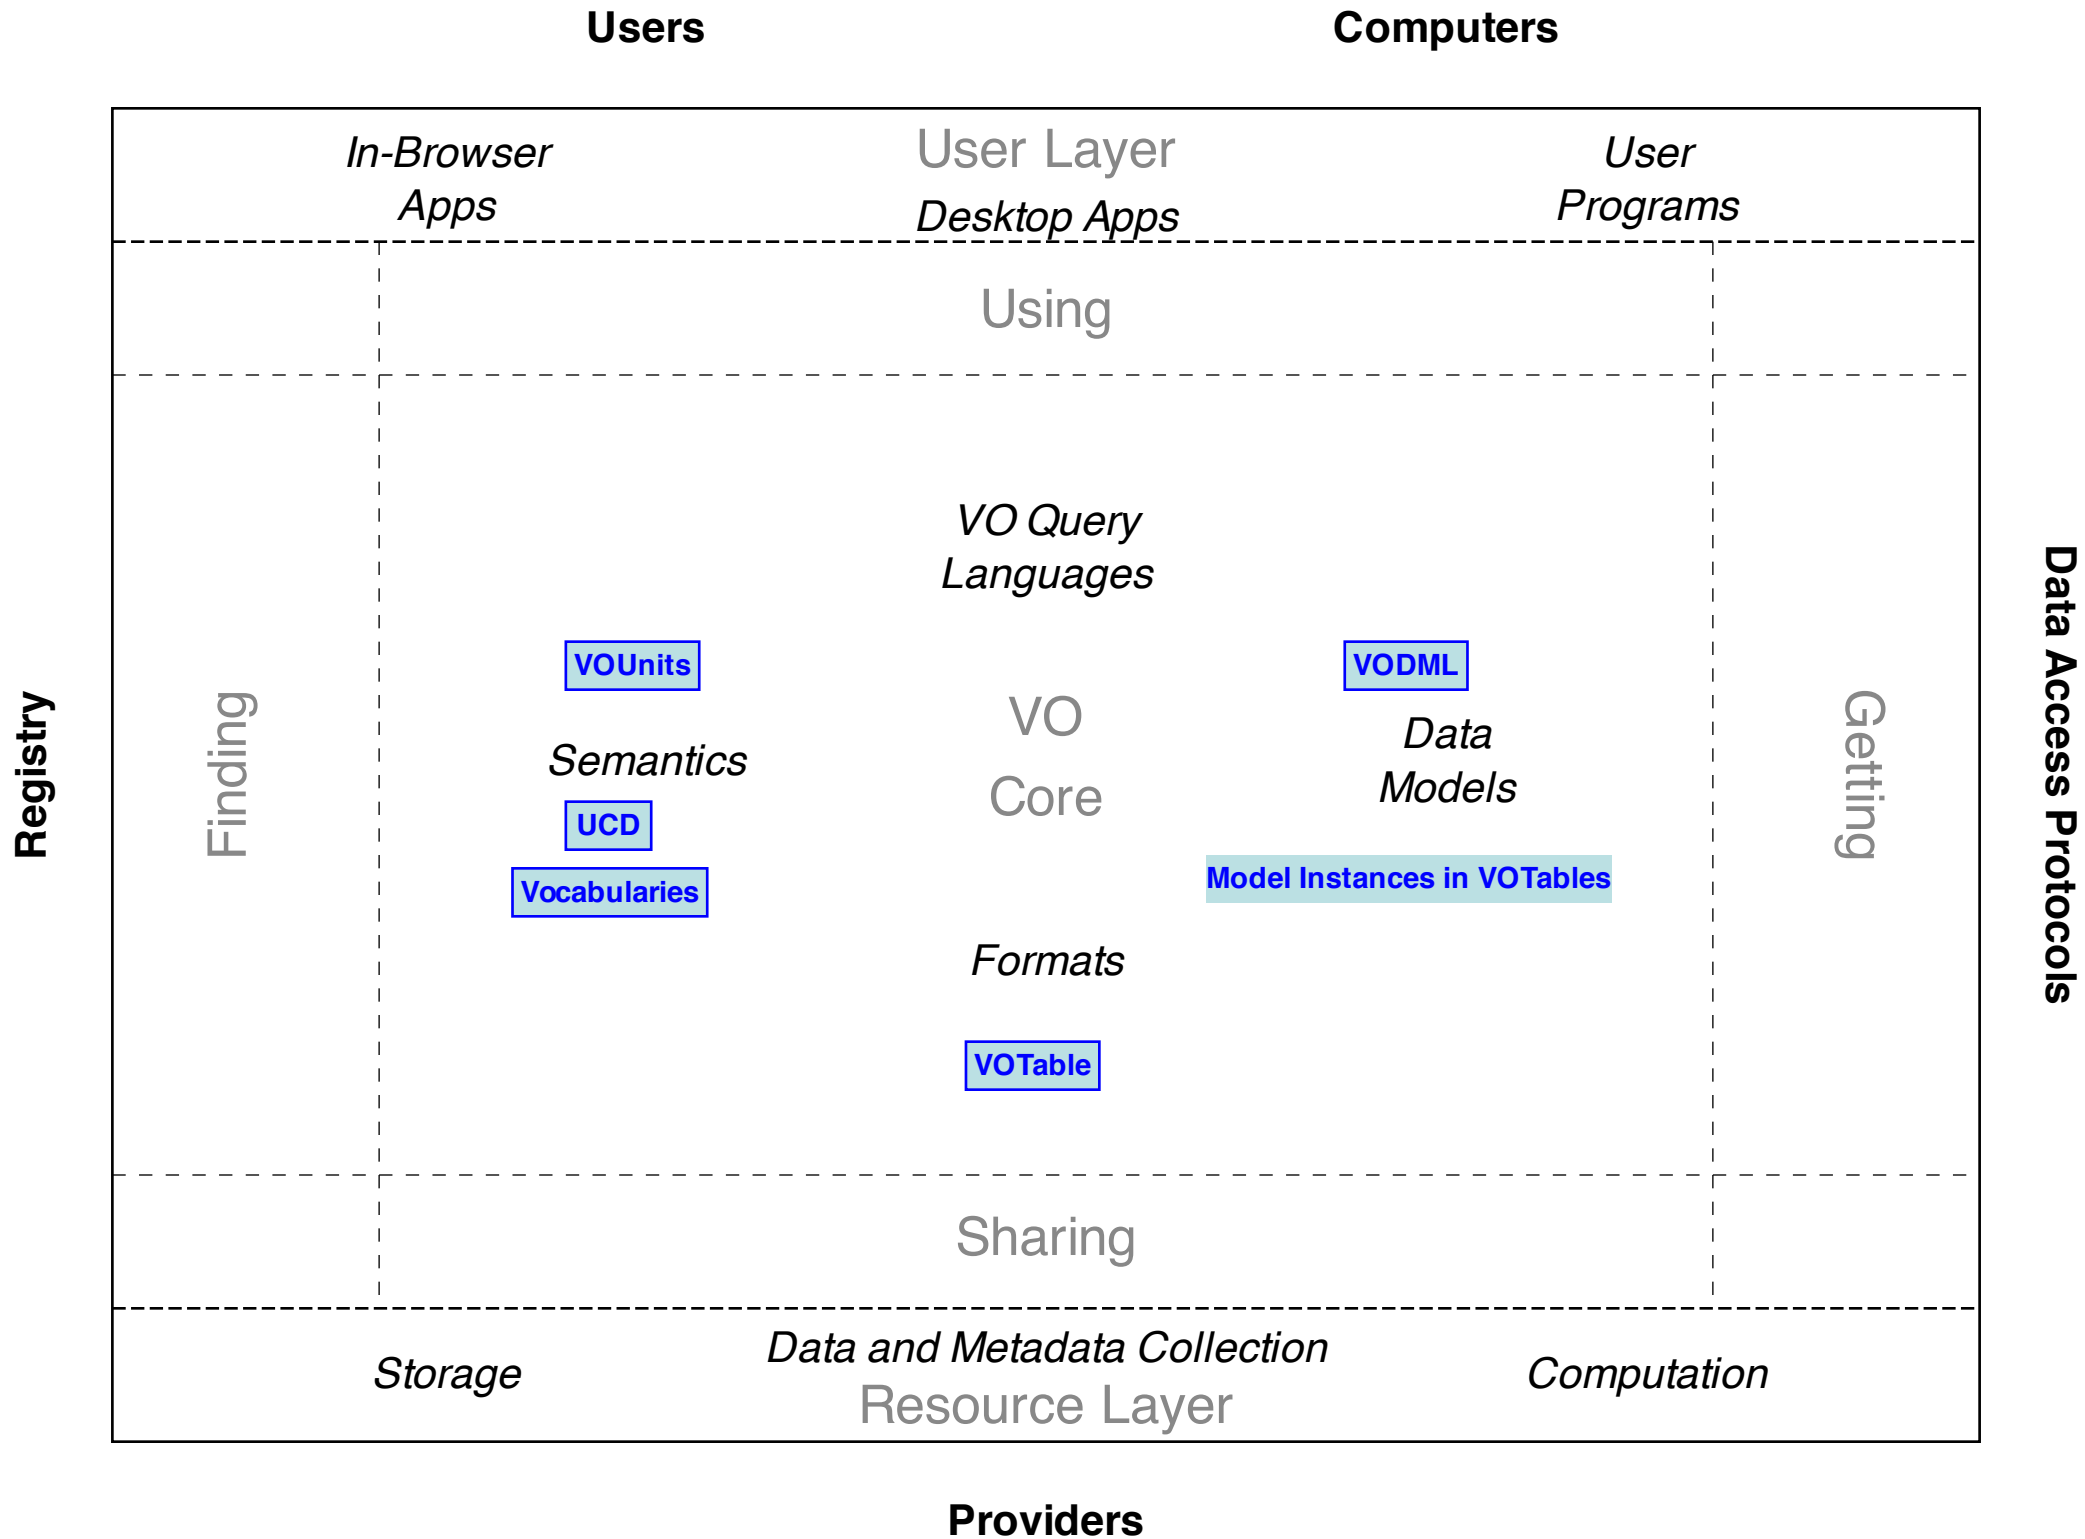 Users
Computers
In-Browser
Apps
User Layer
Desktop Apps
User
Programs
Using
Registry
Finding
VO Query
Languages
VOUnits
Semantics
UCD
Vocabularies
VO
Core
VODML
Data
Models
Model Instances in VOTables
Formats
VOTable
Getting
Data Access Protocols
Sharing
Storage
Data and Metadata Collection
Resource Layer
Computation
Providers